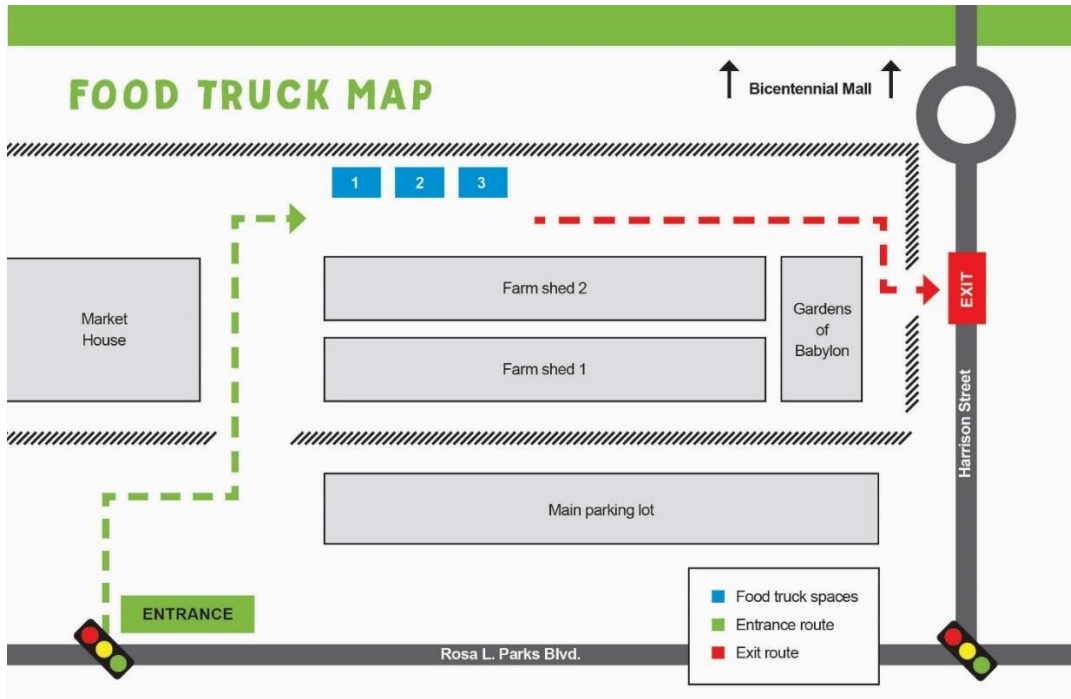 FOOD TRUCK MAP
Bicentennial Mall
1
2
3
Market
House
Farm shed 2
Farm shed 1
Gardens
of
Babylon
EXIT
Harrison Street
Main parking lot
ENTRANCE
Food truck spaces
Entrance route
Exit route
Rosa L. Parks Blvd.